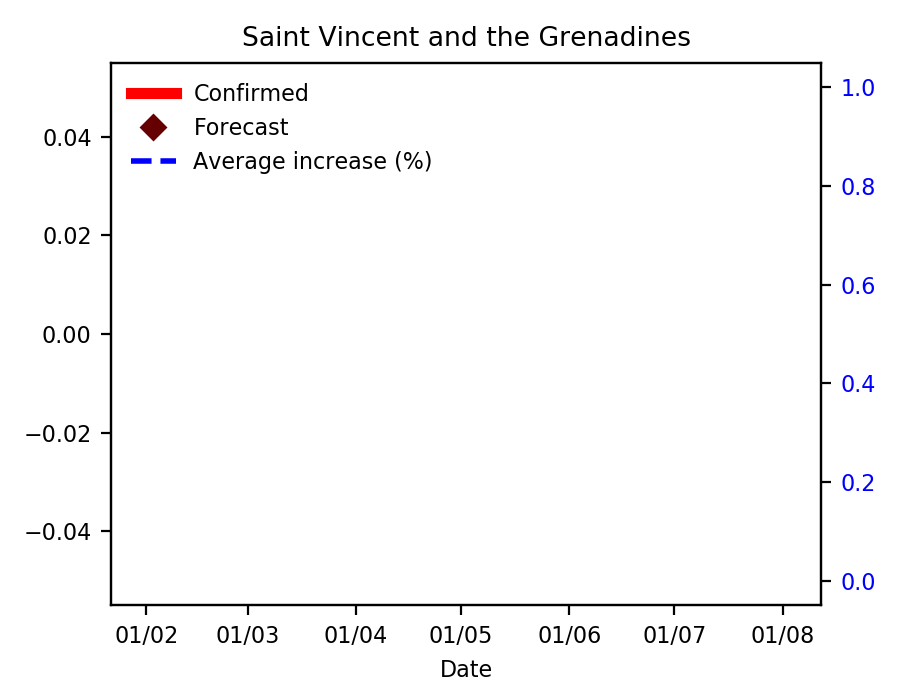 Saint Vincent and the Grenadines
Confirmed
Forecast
Average increase (%)
0.04
0.02
0.00
−0.02
−0.04
1.0
0.8
0.6
0.4
0.2
0.0
01/02 01/03 01/04 01/05 01/06 01/07 01/08
Date